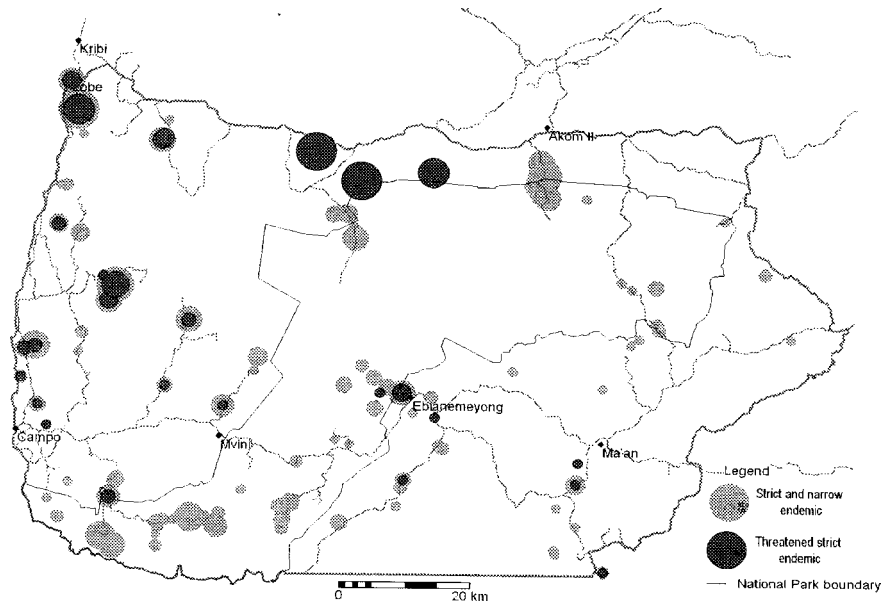 Kribi
Lobe
Akom II
Ebianemeyong
Campo
Mvini
Ma'an
Legend
Strict and narrow
endemic
Threatened strict
endemic
National Park boundary
0 20 km